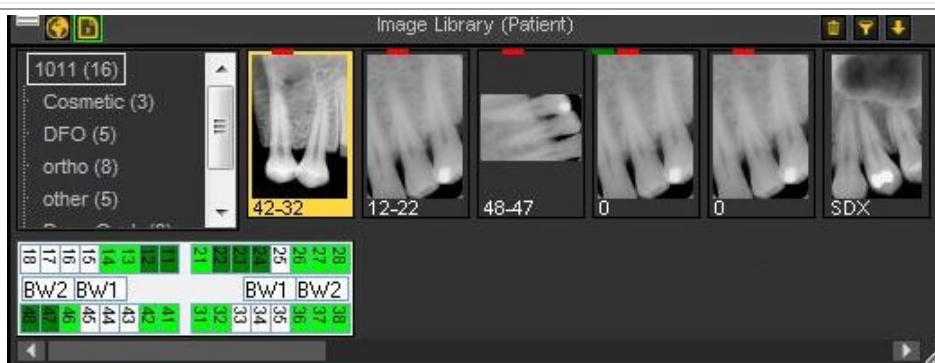 Image Library (Patient)
1011 (16)
Cosmetic (3)
DFO (5)
ortho (8)
other (5)
42-32
12-22
48-47
0
0
SDX
18 17 16 15 14 13 12 11 21 22 23 24 25 26 27 28
BW2 BW1 BW1 BW2
48 47 46 45 44 43 42 41 31 32 33 34 35 36 37 38